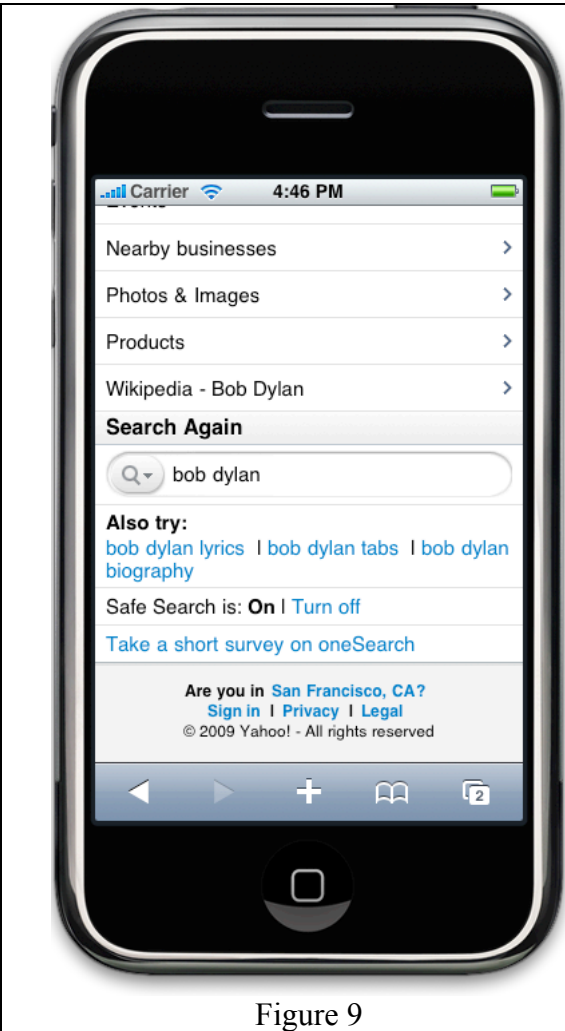 Carrier 4:46 PM
Nearby businesses
Photos & Images
Products
Wikipedia - Bob Dylan
Search Again
bob dylan
Also try:
bob dylan lyrics | bob dylan tabs | bob dylan
biography
Safe Search is: On | Turn off
Take a short survey on oneSearch
Are you in San Francisco, CA?
Sign in | Privacy | Legal
© 2009 Yahoo! - All rights reserved
2
Figure 9